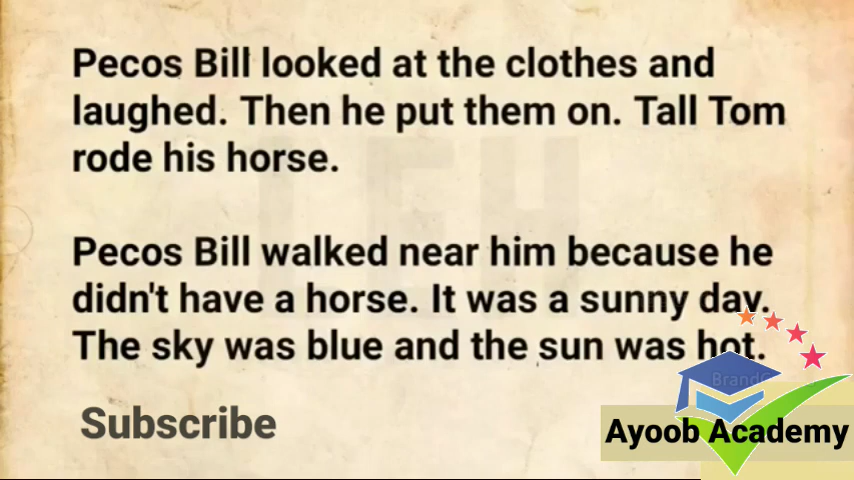 Pecos Bill looked at the clothes and
laughed. Then he put them on. Tall Tom
rode his horse.
Pecos Bill walked near him because he
didn't have a horse. It was a sunny day.
The sky was blue and the sun was hot.
Subscribe
Ayoob Academy